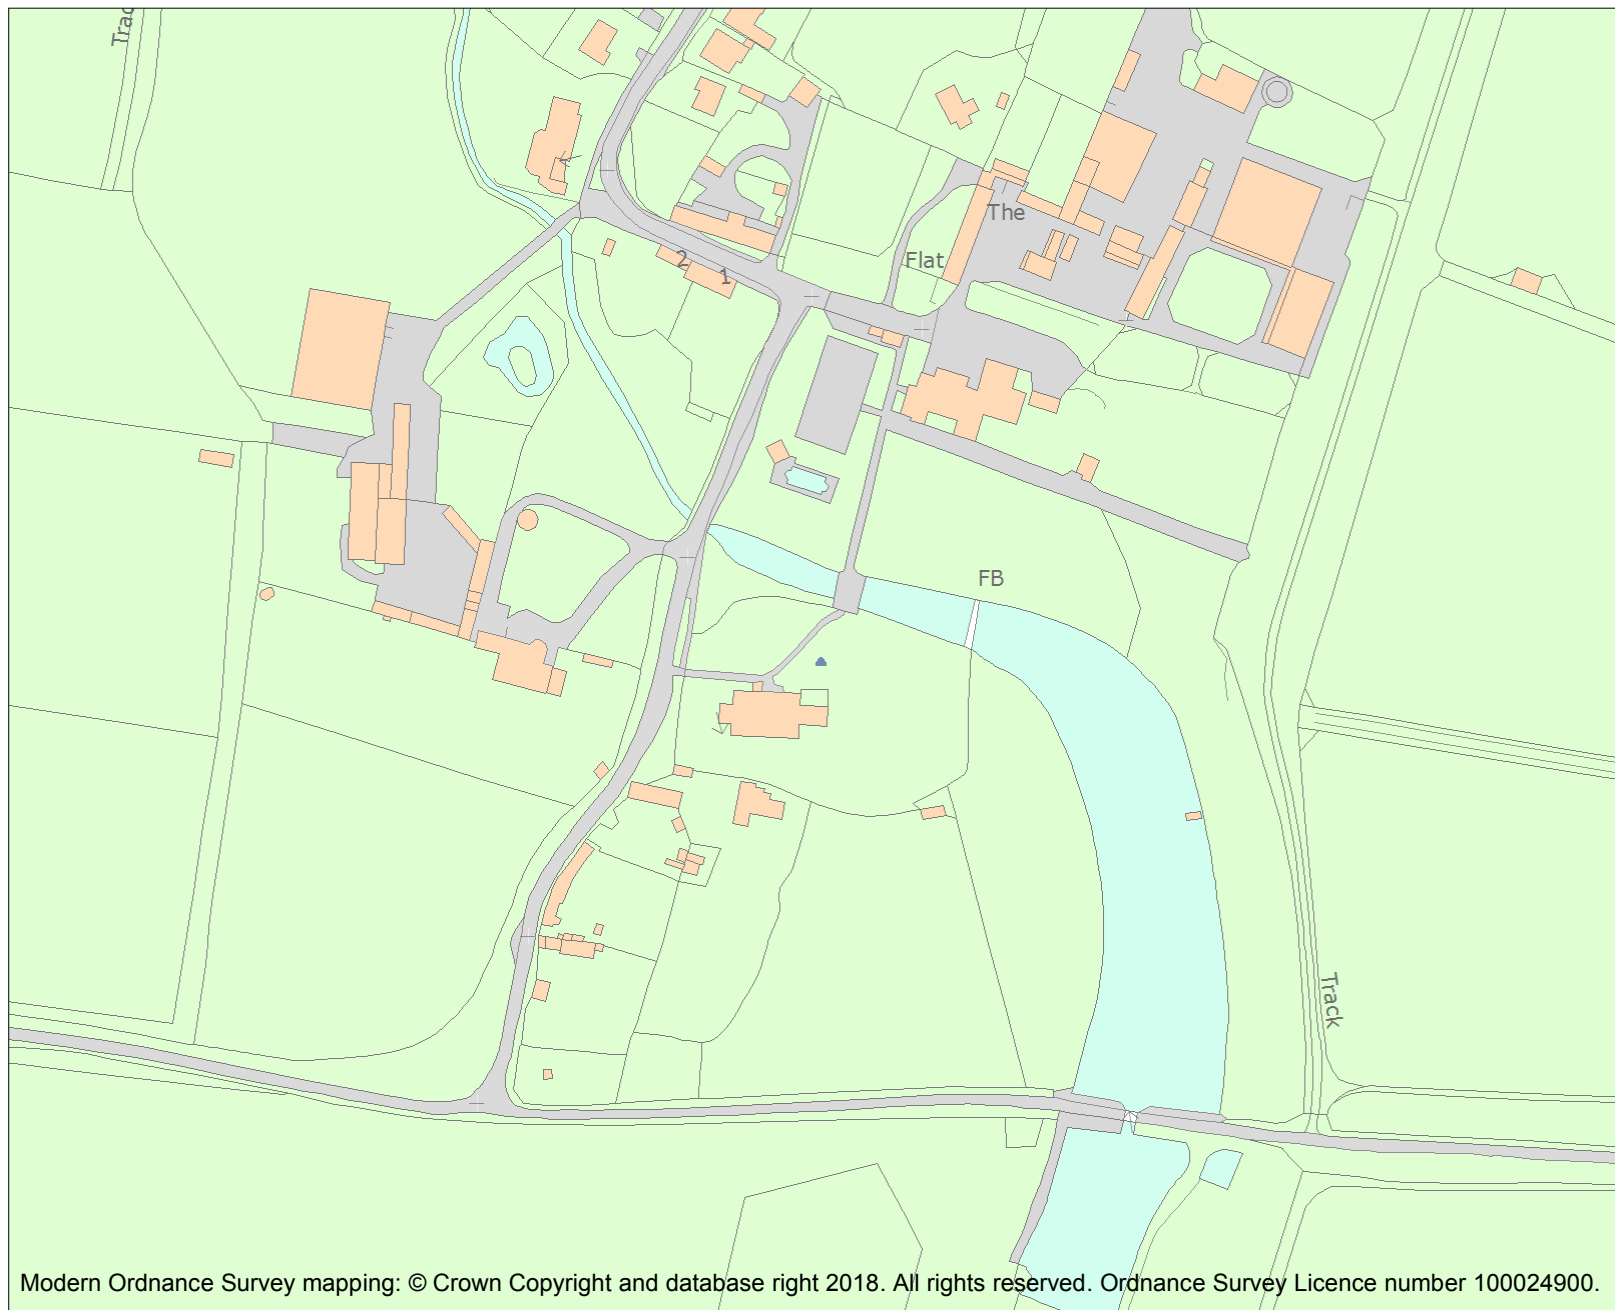 The
Flat
2
1
FB
Track
Modern Ordnance Survey mapping: © Crown Copyright and database right 2018. All rights reserved. Ordnance Survey Licence number 100024900.